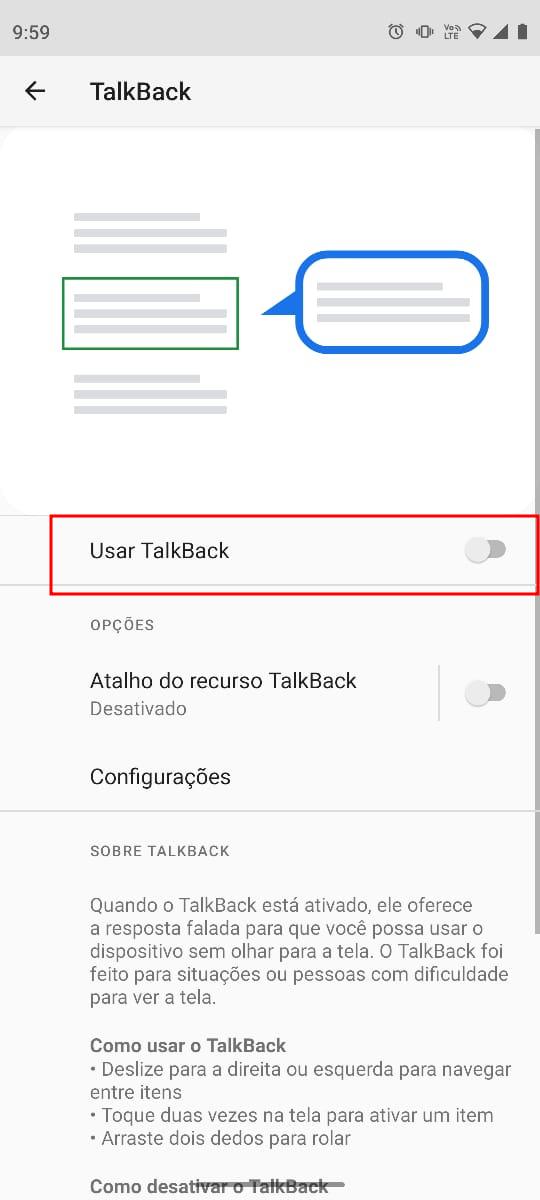 9:59
Vo
LTE
TalkBack
Usar TalkBack
OPÇÕES
Atalho do recurso TalkBack
Desativado
Configurações
SOBRE TALKBACK
Quando o TalkBack está ativado, ele oferece
a resposta falada para que você possa usar o
dispositivo sem olhar para a tela. O TalkBack foi
feito para situações ou pessoas com dificuldade
para ver a tela.
Como usar o TalkBack
• Deslize para a direita ou esquerda para navegar
entre itens
• Toque duas vezes na tela para ativar um item
• Arraste dois dedos para rolar
Como desativar o TalkBack